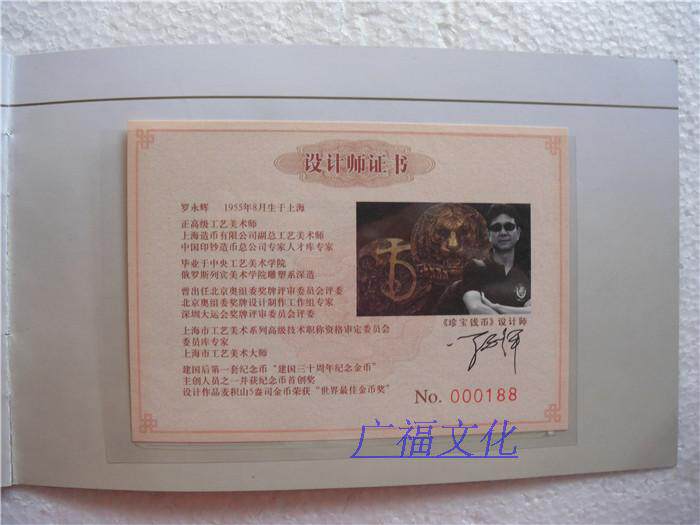 设计师证书
罗永辉 1955年8月生于上海
正高级工艺美术师
上海造币有限公司副总工艺美术师
中国印钞造币总公司专家人才库专家
毕业于中央工艺美术学院
俄罗斯列宾美术学院雕塑系深造
曾出任北京奥组委奖牌评审委员会评委
北京奥组委奖牌设计制作工作组专家
深圳大运会奖牌评审委员会评委
上海市工艺美术系列高级技术职称资格审定委员会
委员库专家
上海市工艺美术大师
建国后第一套纪念币“建国三十周年纪念金币”
主创人员之一并获纪念币首创奖
设计作品麦积山5盎司金币荣获“世界最佳金币奖”
《珍宝钱币》设计师
No. 000188
广福文化